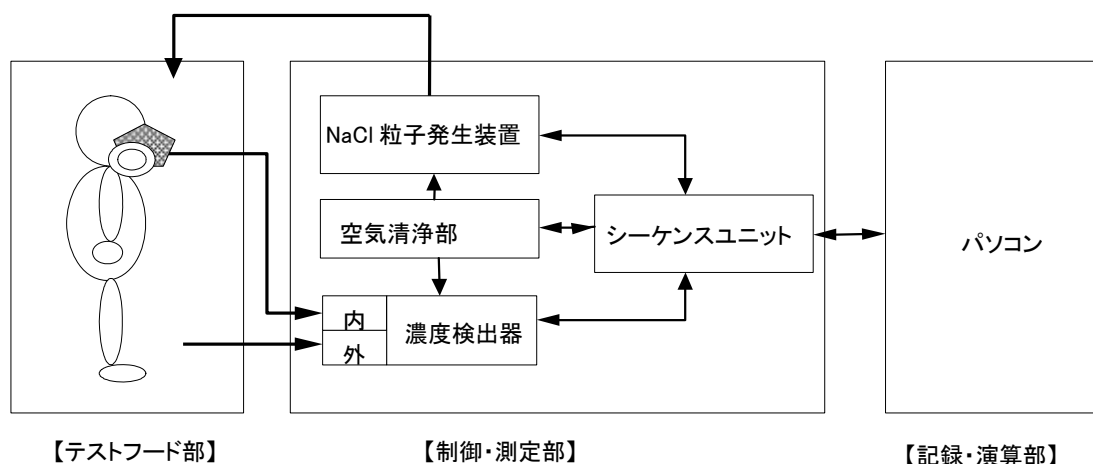 NaCl 粒子発生装置
空気清浄部
シーケンスユニット
パソコン
内
濃度検出器
外
【テストフード部】
【制御・測定部】
【記録・演算部】